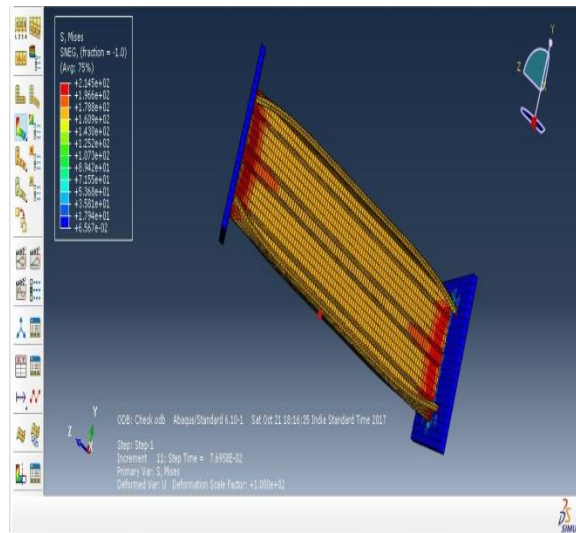 S, Mises
SNEG, (fraction = -1.0)
(Avg: 75%)
+2.145e+02
+1.966e+02
+1.788e+02
+1.609e+02
+1.430e+02
+1.252e+02
+1.073e+02
+8.942e+01
+7.155e+01
+5.368e+01
+3.581e+01
+1.794e+01
+6.567e-02
Y
Z
ODB: Check.odb Abaqus/Standard 6.10-1 Sat Oct 21 18:16:35 India Standard Time 2017
Y
Z
X
Step: Step-1
Increment 11: Step Time = 7.6958E-02
Primary Var: S, Mises
Deformed Var: U Deformation Scale Factor: +1.000e+02
SIMU